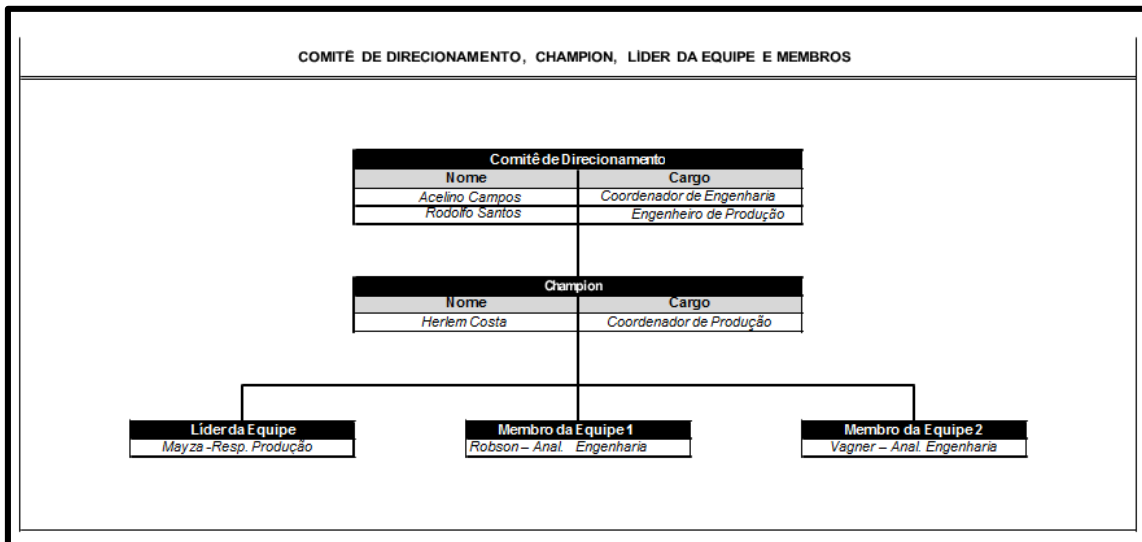 COMITÊ DE DIRECIONAMENTO, CHAMPION, LÍDER DA EQUIPE E MEMBROS
Comitê de Direcionamento
Nome Cargo
Acelino Campos Coordenador de Engenharia
Rodolfo Santos Engenheiro de Produção
Champion
Nome Cargo
Herlem Costa Coordenador de Produção
Líder da Equipe Membro da Equipe 1 Membro da Equipe 2
Mayza -Resp. Produção Robson – Anal. Engenharia Vagner – Anal. Engenharia